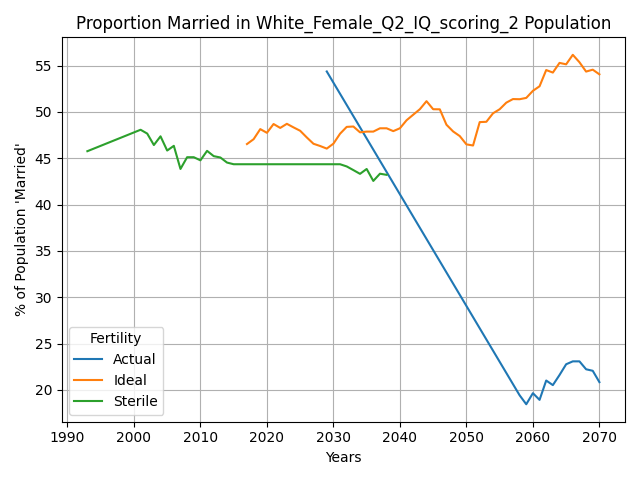 Proportion Married in White_Female_Q2_IQ_scoring_2 Population
% of Population 'Married'
55
50
45
40
35
30
25
20
Fertility
Actual
Ideal
Sterile
1990 2000 2010 2020 2030 2040 2050 2060 2070
Years